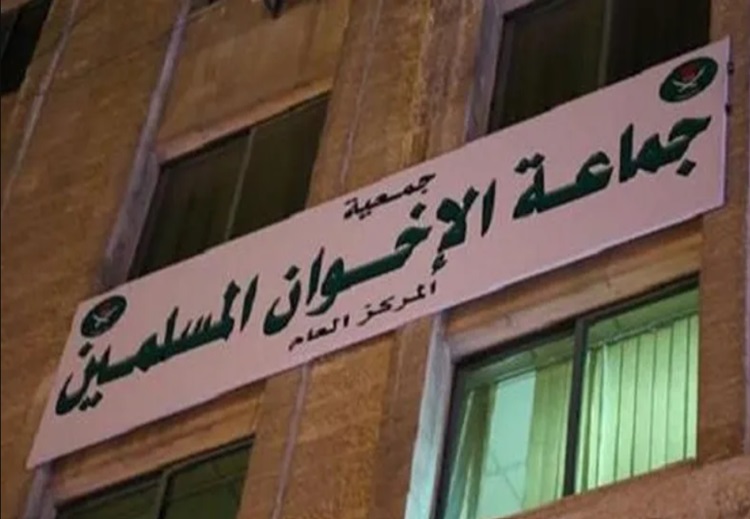 جمعية
جماعة الإخوان المسلمين
المركز العام